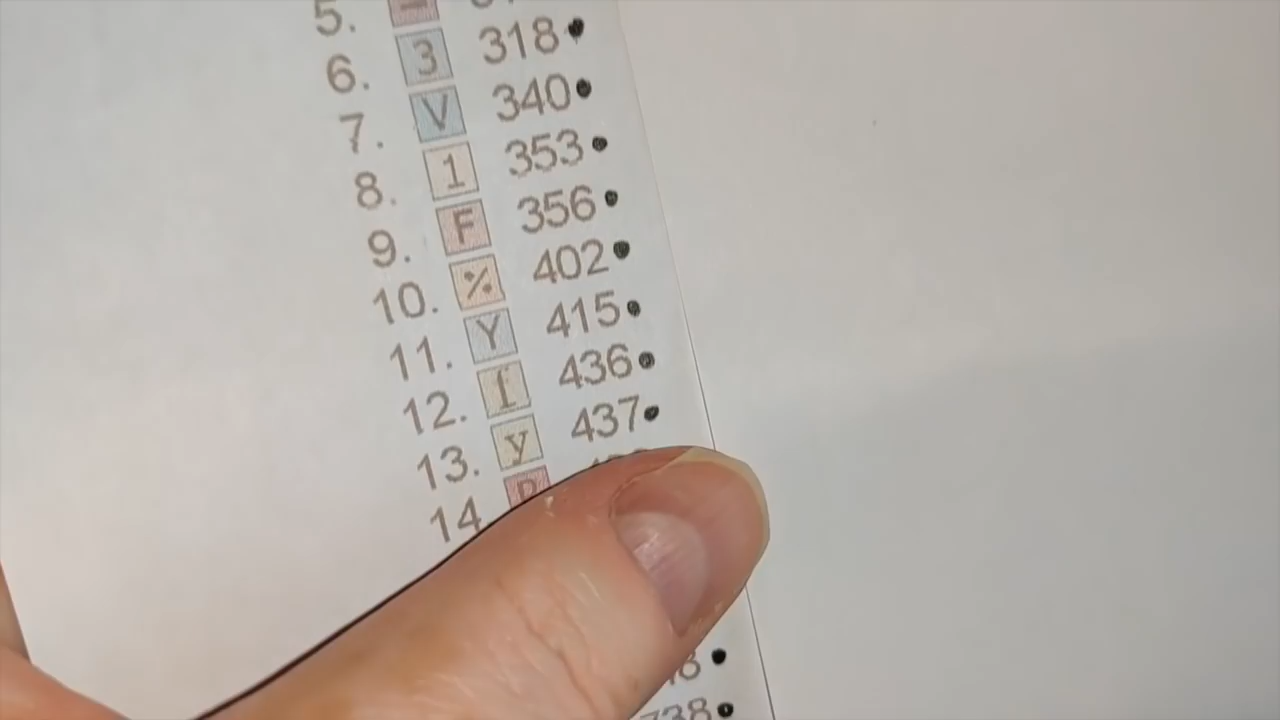 5.
6. 3 318
7. V 340
8. 1 353
9. F 356
10. % 402
11. Y 415
12. f 436
13. y 437
14.